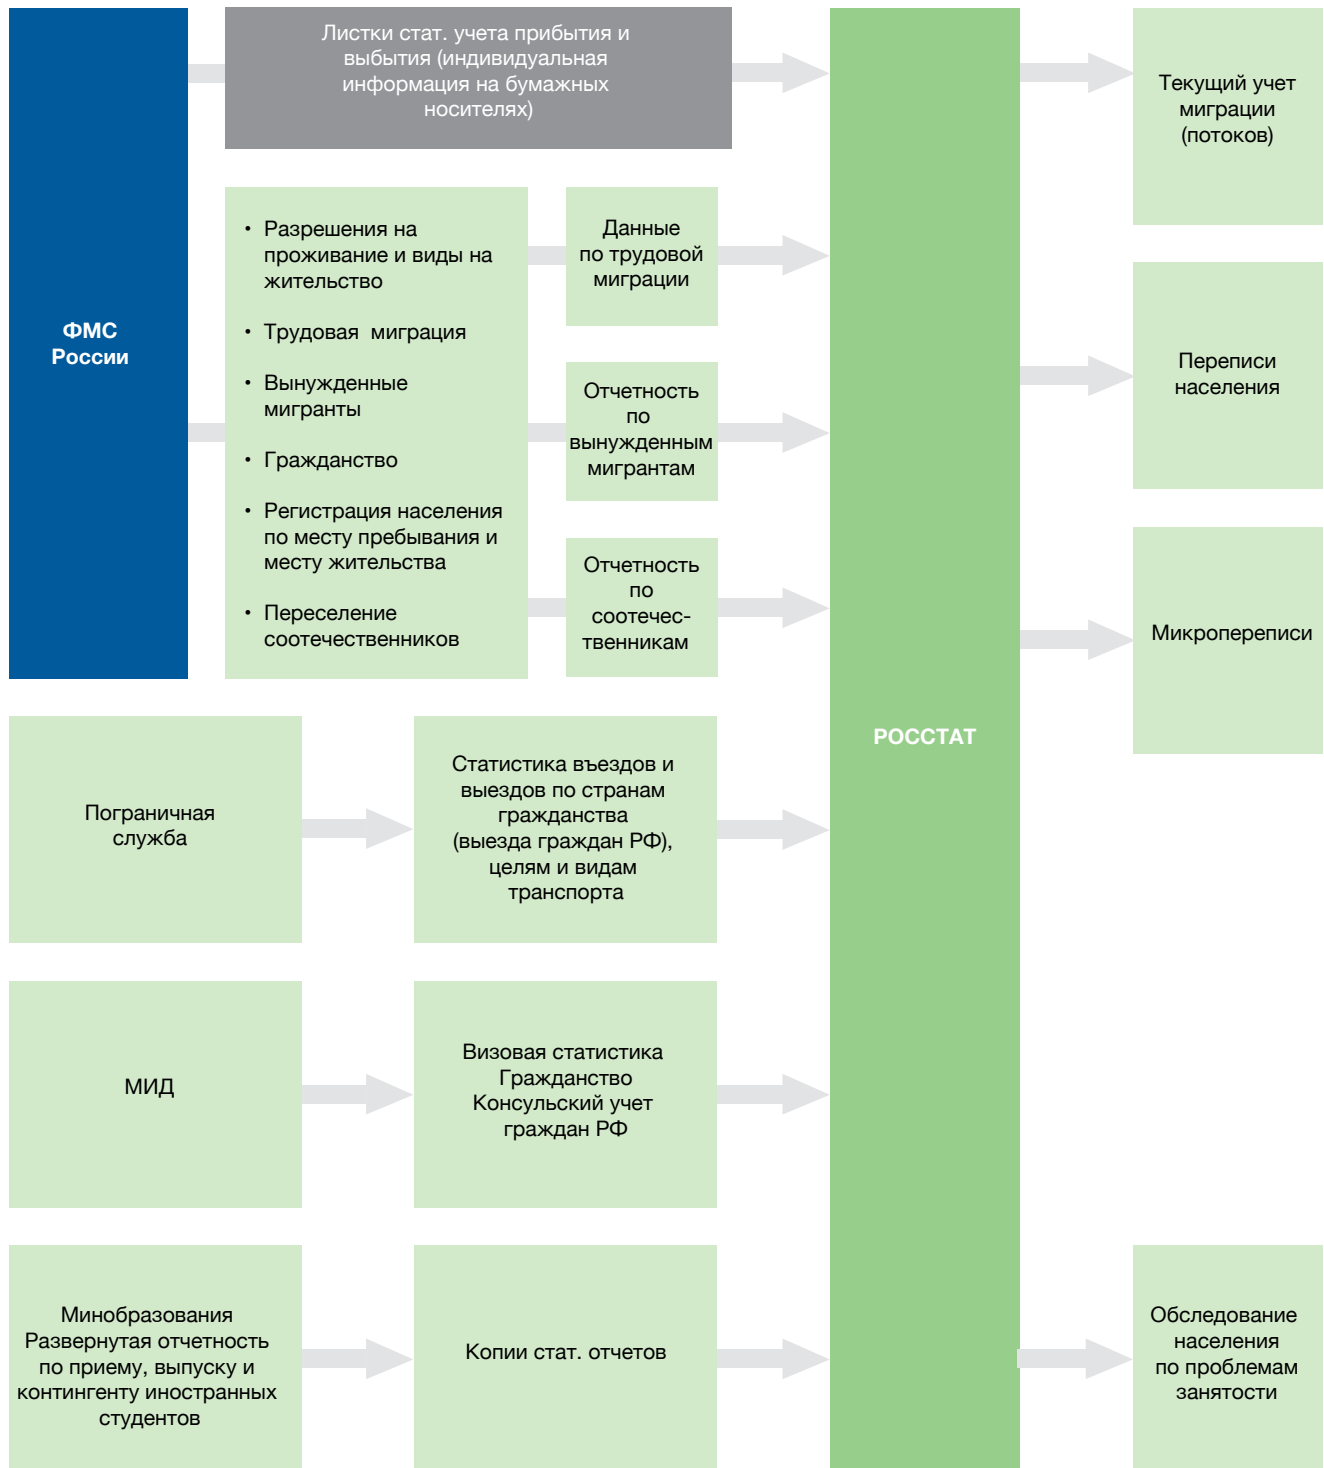 Листки стат. учета прибытия и
выбытия (индивидуальная
информация на бумажных
носителях)
Текущий учет
миграции
(потоков)
ФМС
России
• Разрешения на
проживание и виды на
жительство
• Трудовая миграция
• Вынужденные
мигранты
• Гражданство
• Регистрация населения
по месту пребывания и
месту жительства
• Переселение
соотечественников
Данные
по трудовой
миграции
Отчетность
по
вынужденным
мигрантам
Отчетность
по
соотечес-
твенникам
Переписи
населения
Микропереписи
РОССТАТ
Пограничная
служба
Статистика въездов и
выездов по странам
гражданства
(выезда граждан РФ),
целям и видам
транспорта
МИД
Визовая статистика
Гражданство
Консульский учет
граждан РФ
Минобразования
Развернутая отчетность
по приему, выпуску и
контингенту иностранных
студентов
Копии стат. отчетов
Обследование
населения
по проблемам
занятости